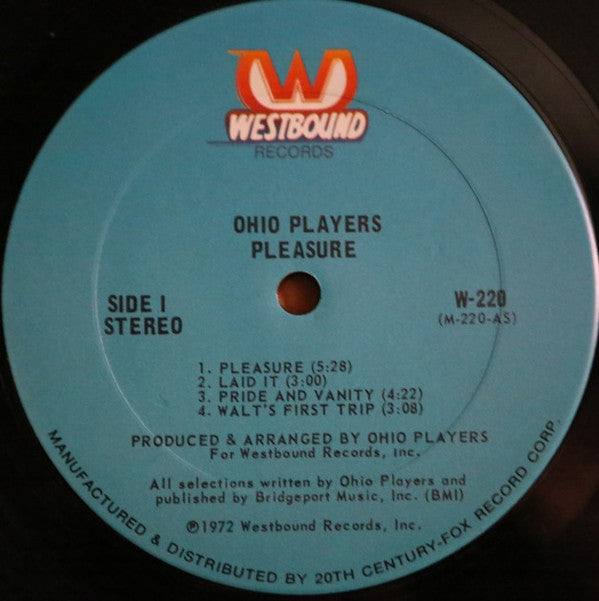 W
WESTBOUND
RECORDS
OHIO PLAYERS
PLEASURE
SIDE I
STEREO
W-220
(M-220-AS)
1. PLEASURE (5:28)
2. LAID IT (3:00)
3. PRIDE AND VANITY (4:22)
4. WALT'S FIRST TRIP (3:08)
PRODUCED & ARRANGED BY OHIO PLAYERS
For Westbound Records, Inc.
All selections written by Ohio Players and
published by Bridgeport Music, Inc. (BMI)
℗1972 Westbound Records, Inc.
MANUFACTURED & DISTRIBUTED BY 20TH CENTURY-FOX RECORD CORP.